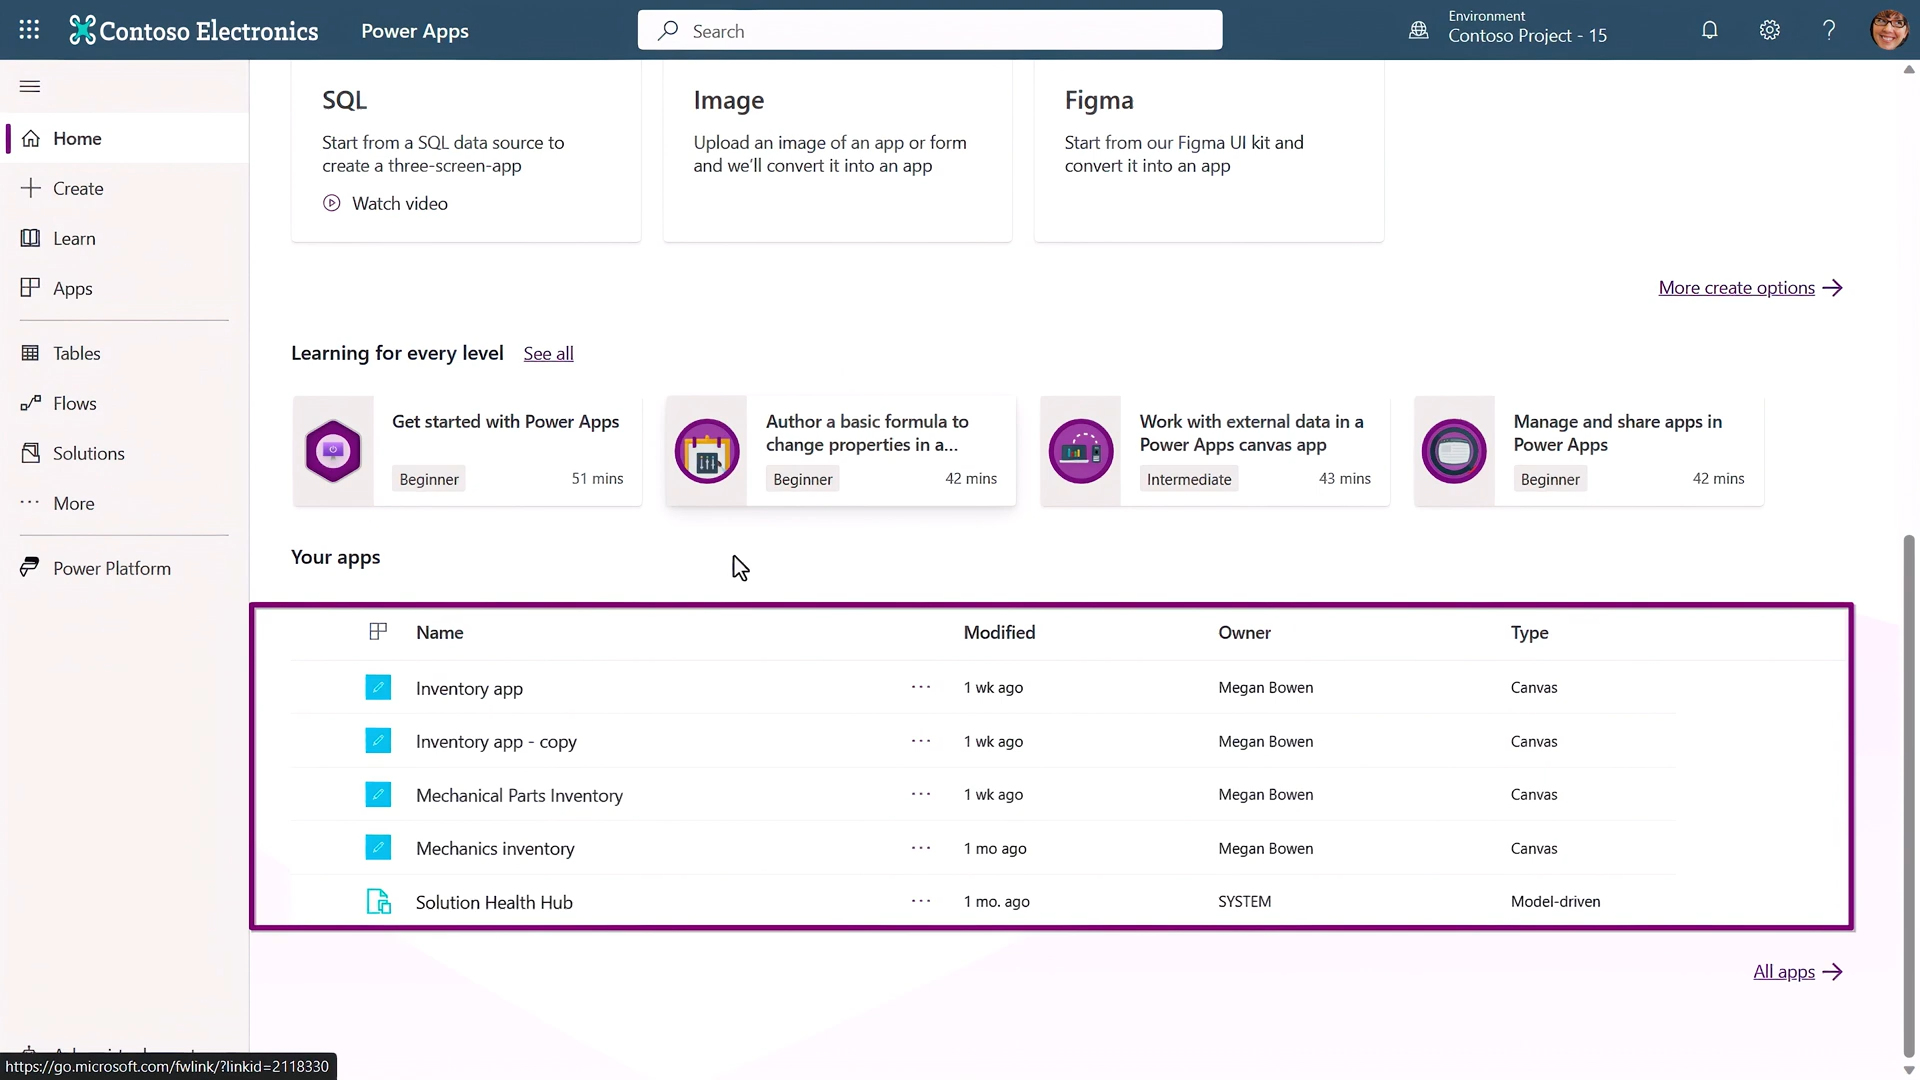 Contoso Electronics
Power Apps
Search
Environment
Contoso Project - 15
?
Home
Create
Learn
Apps
Tables
Flows
Solutions
More
Power Platform
SQL
Start from a SQL data source to
create a three-screen-app
Watch video
Image
Upload an image of an app or form
and we'll convert it into an app
Figma
Start from our Figma UI kit and
convert it into an app
More create options
Learning for every level See all
Get started with Power Apps
Beginner 51 mins
Author a basic formula to
change properties in a...
Beginner 42 mins
Work with external data in a
Power Apps canvas app
Intermediate 43 mins
Manage and share apps in
Power Apps
Beginner 42 mins
Your apps
Name Modified Owner Type
Inventory app ... 1 wk ago Megan Bowen Canvas
Inventory app - copy ... 1 wk ago Megan Bowen Canvas
Mechanical Parts Inventory ... 1 wk ago Megan Bowen Canvas
Mechanics inventory ... 1 mo ago Megan Bowen Canvas
Solution Health Hub ... 1 mo. ago SYSTEM Model-driven
All apps
https://go.microsoft.com/fwlink/?linkid=2118330